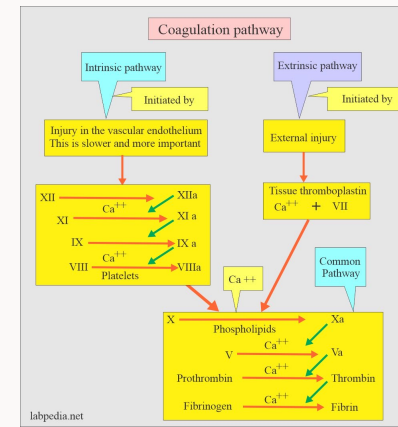 Coagulation pathway
Intrinsic pathway
Extrinsic pathway
Initiated by
Initiated by
Injury in the vascular endothelium
This is slower and more important
External injury
XII XIIa
Ca++
XI XI a
IX IX a
Ca++
VIII VIIIa
Platelets
Tissue thromboplastin
Ca++ + VII
Ca ++
Common
Pathway
X Xa
Phospholipids
Ca++
V Va
Ca++
Prothrombin Thrombin
Ca++
Fibrinogen Fibrin
labpedia.net